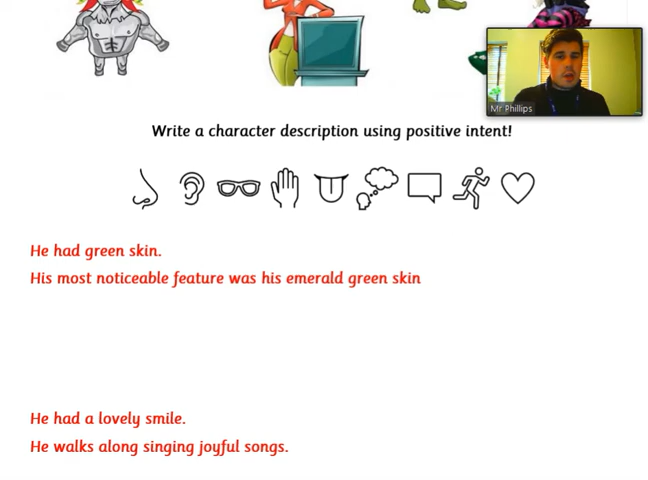 Mr Phillips
Write a character description using positive intent!
He had green skin.
His most noticeable feature was his emerald green skin
He had a lovely smile.
He walks along singing joyful songs.